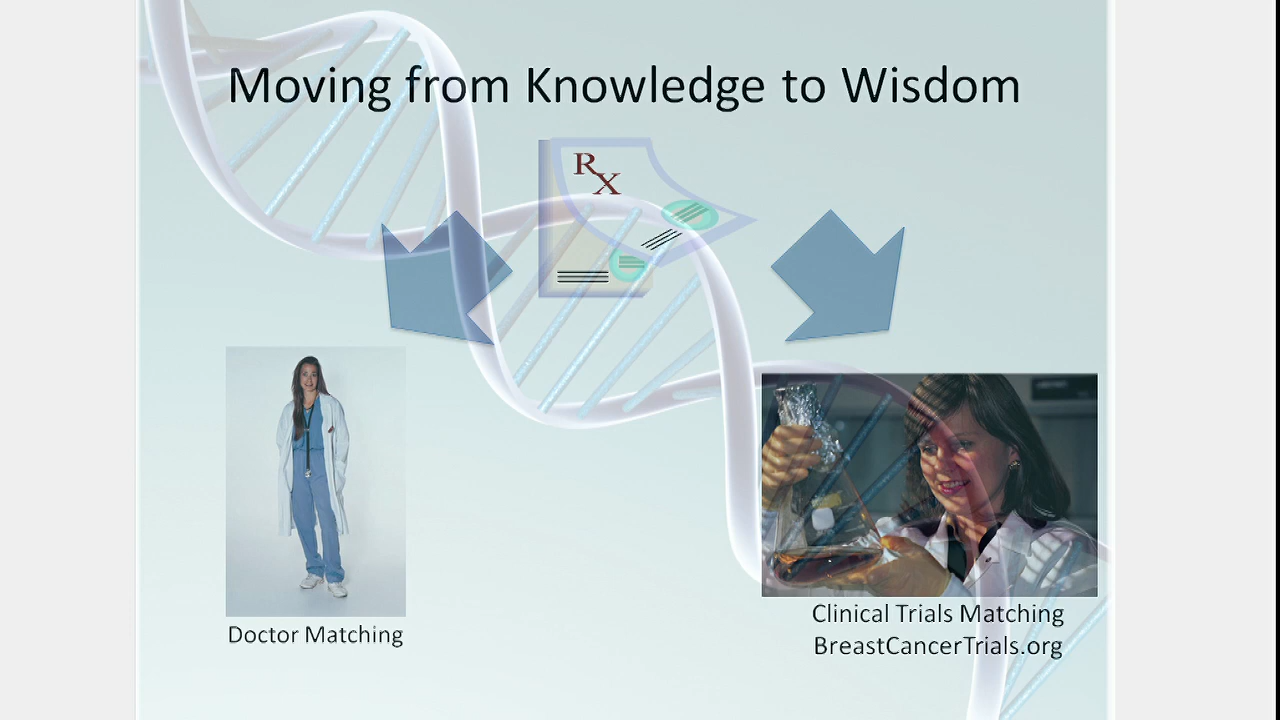 Moving from Knowledge to Wisdom
Rx
Doctor Matching
Clinical Trials Matching
BreastCancerTrials.org